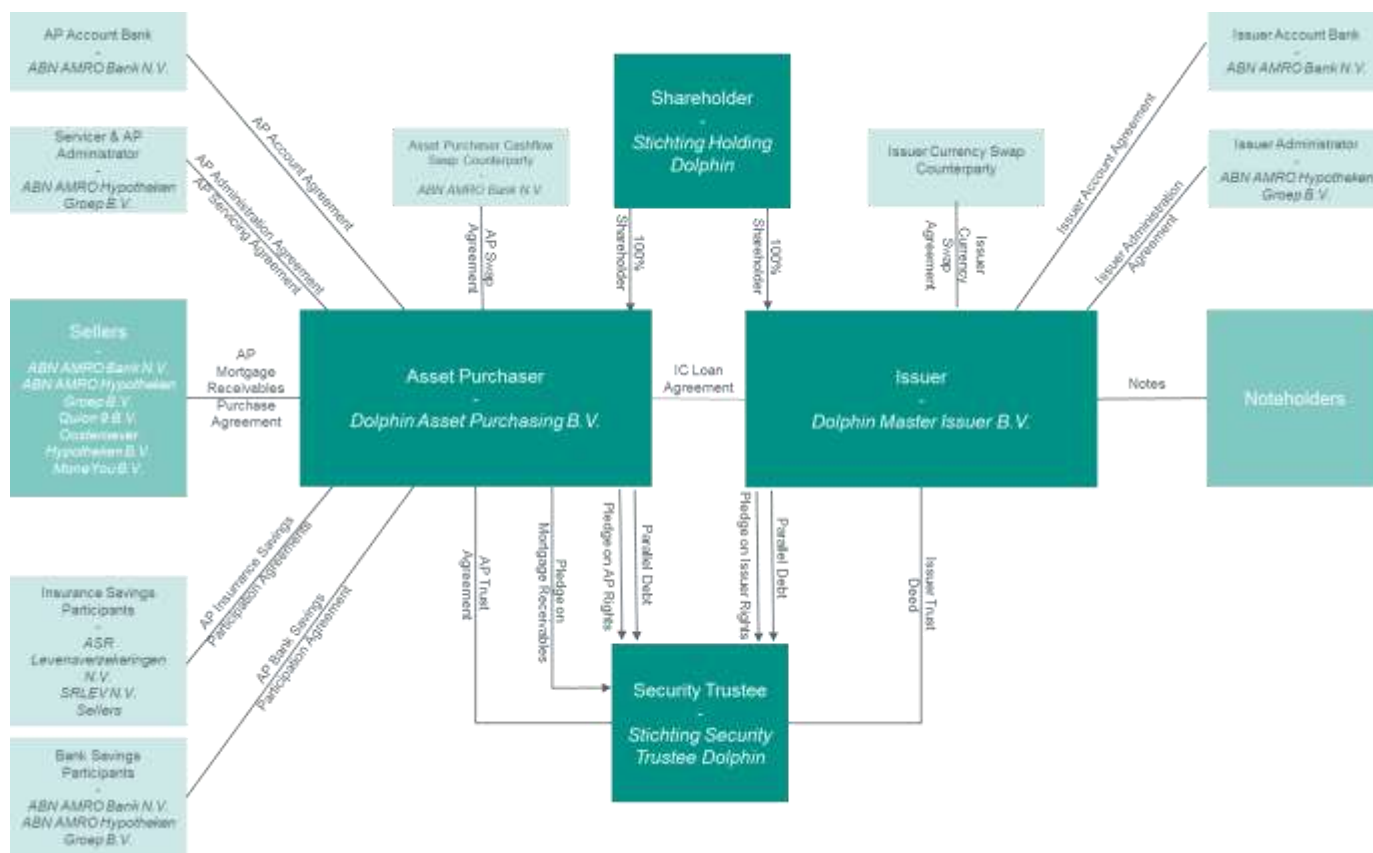 AP Account Bank
-
ABN AMRO Bank N.V.
Servicer & AP
Administrator
-
ABN AMRO Hypotheken
Groep B.V.
Sellers
-
ABN AMRO Bank N.V.
ABN AMRO Hypotheken
Groep B.V.
Quion 9 B.V.
Oosteroever
Hypotheken B.V.
MoneYou B.V.
Insurance Savings
Participants
-
ASR
Levensverzekeringen
N.V.
SRLEV N.V.
Sellers
Bank Savings
Participants
-
ABN AMRO Bank N.V.
ABN AMRO Hypotheken
Groep B.V.
AP Account Agreement
AP Administration Agreement
AP Servicing Agreement
AP
Mortgage
Receivables
Purchase
Agreement
AP Insurrance Savings
Participation Agreements
AP Bank Savings
Participation Agreement
Asset Purchaser Cashflow
Swap Counterparty
-
ABN AMRO Bank N.V.
AP Swap
Agreement
Shareholder
-
Stichting Holding
Dolphin
100%
Shareholder
100%
Shareholder
Issuer Currency Swap
Counterparty
Issuer
Currency
Swap
Agreement
Asset Purchaser
-
Dolphin Asset Purchasing B.V.
IC Loan
Agreement
Issuer
-
Dolphin Master Issuer B.V.
AP Trust
Agreement
Pledge on
Mortgage Receivables
Pledge on AP Rights
Parallel Debt
Pledge on Issuer Rights
Parallel Debt
Issuer Trust
Deed
Security Trustee
-
Stichting Security
Trustee Dolphin
Issuer Account Agreement
Issuer Administration
Agreement
Notes
Issuer Account Bank
-
ABN AMRO Bank N.V.
Issuer Administrator
-
ABN AMRO Hypotheken
Groep B.V.
Noteholders